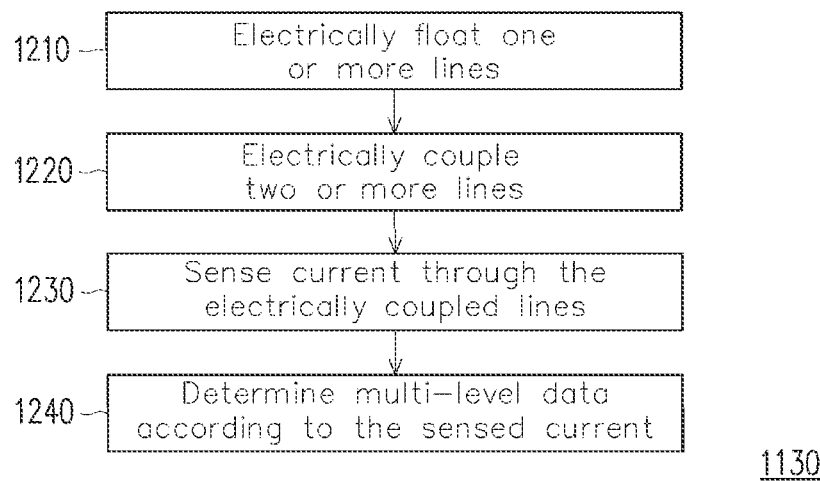 1210
Electrically float one
or more lines
1220
Electrically couple
two or more lines
1230
Sense current through the
electrically coupled lines
1240
Determine multi-level data
according to the sensed current
1130